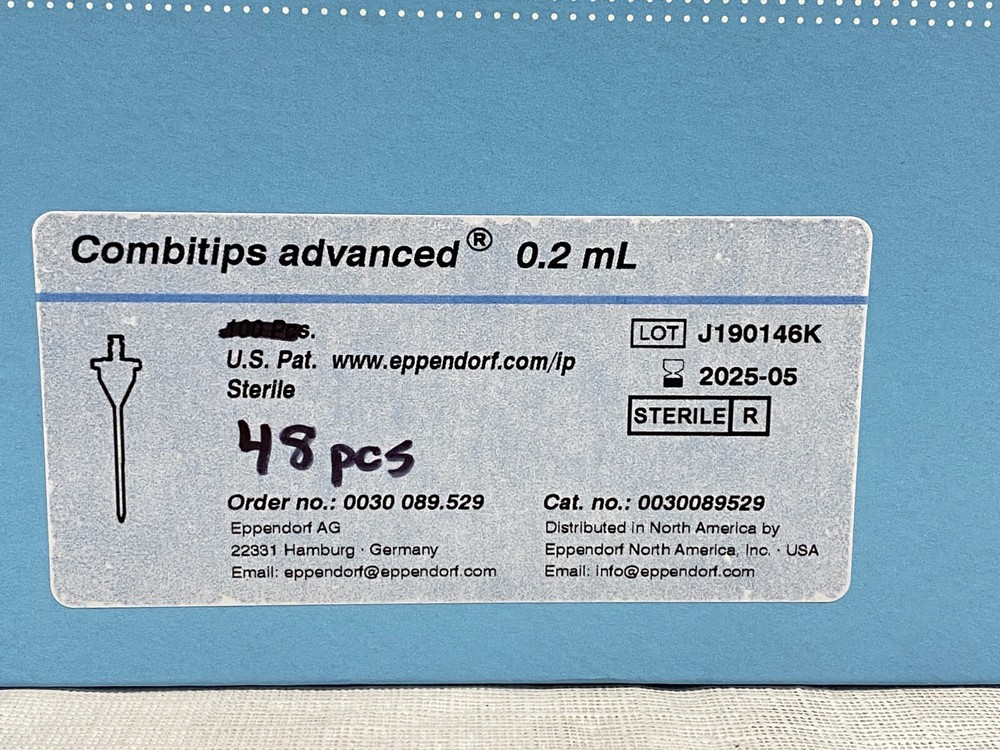 Combitips advanced® 0.2 mL
100 Pcs.
U.S. Pat. www.eppendorf.com/ip
Sterile
48 pcs
LOT J190146K
2025-05
STERILE R
Order no.: 0030 089.529
Eppendorf AG
22331 Hamburg · Germany
Email: eppendorf@eppendorf.com
Cat. no.: 0030089529
Distributed in North America by
Eppendorf North America, Inc. · USA
Email: info@eppendorf.com